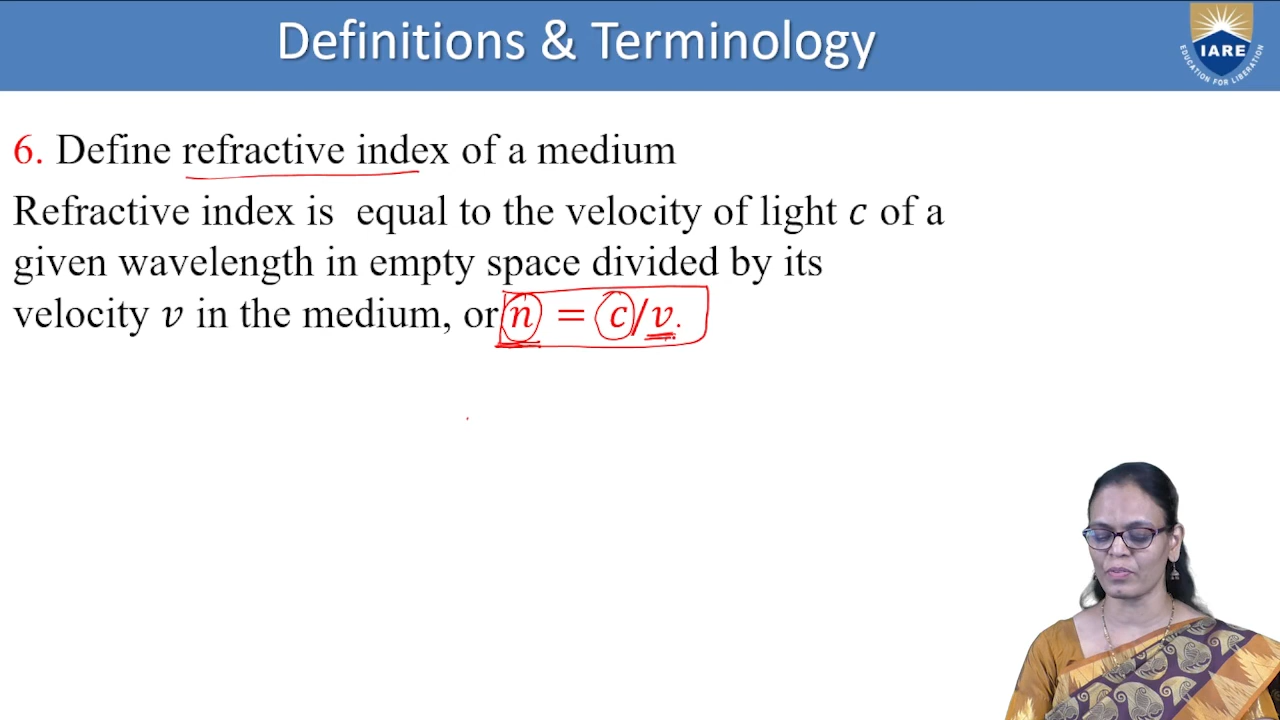 Definitions & Terminology
IARE
EDUCATION FOR LIBERATION
6. Define refractive index of a medium
Refractive index is equal to the velocity of light c of a
given wavelength in empty space divided by its
velocity v in the medium, or n = c/v.